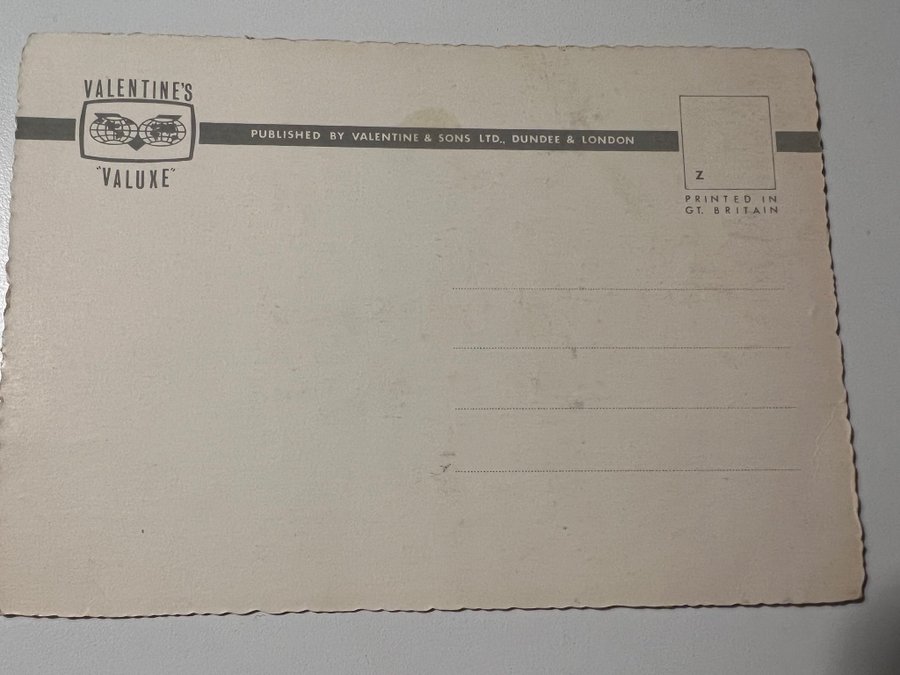 VALENTINE'S
"VALUXE"
PUBLISHED BY VALENTINE & SONS LTD., DUNDEE & LONDON
Z
PRINTED IN
GT. BRITAIN